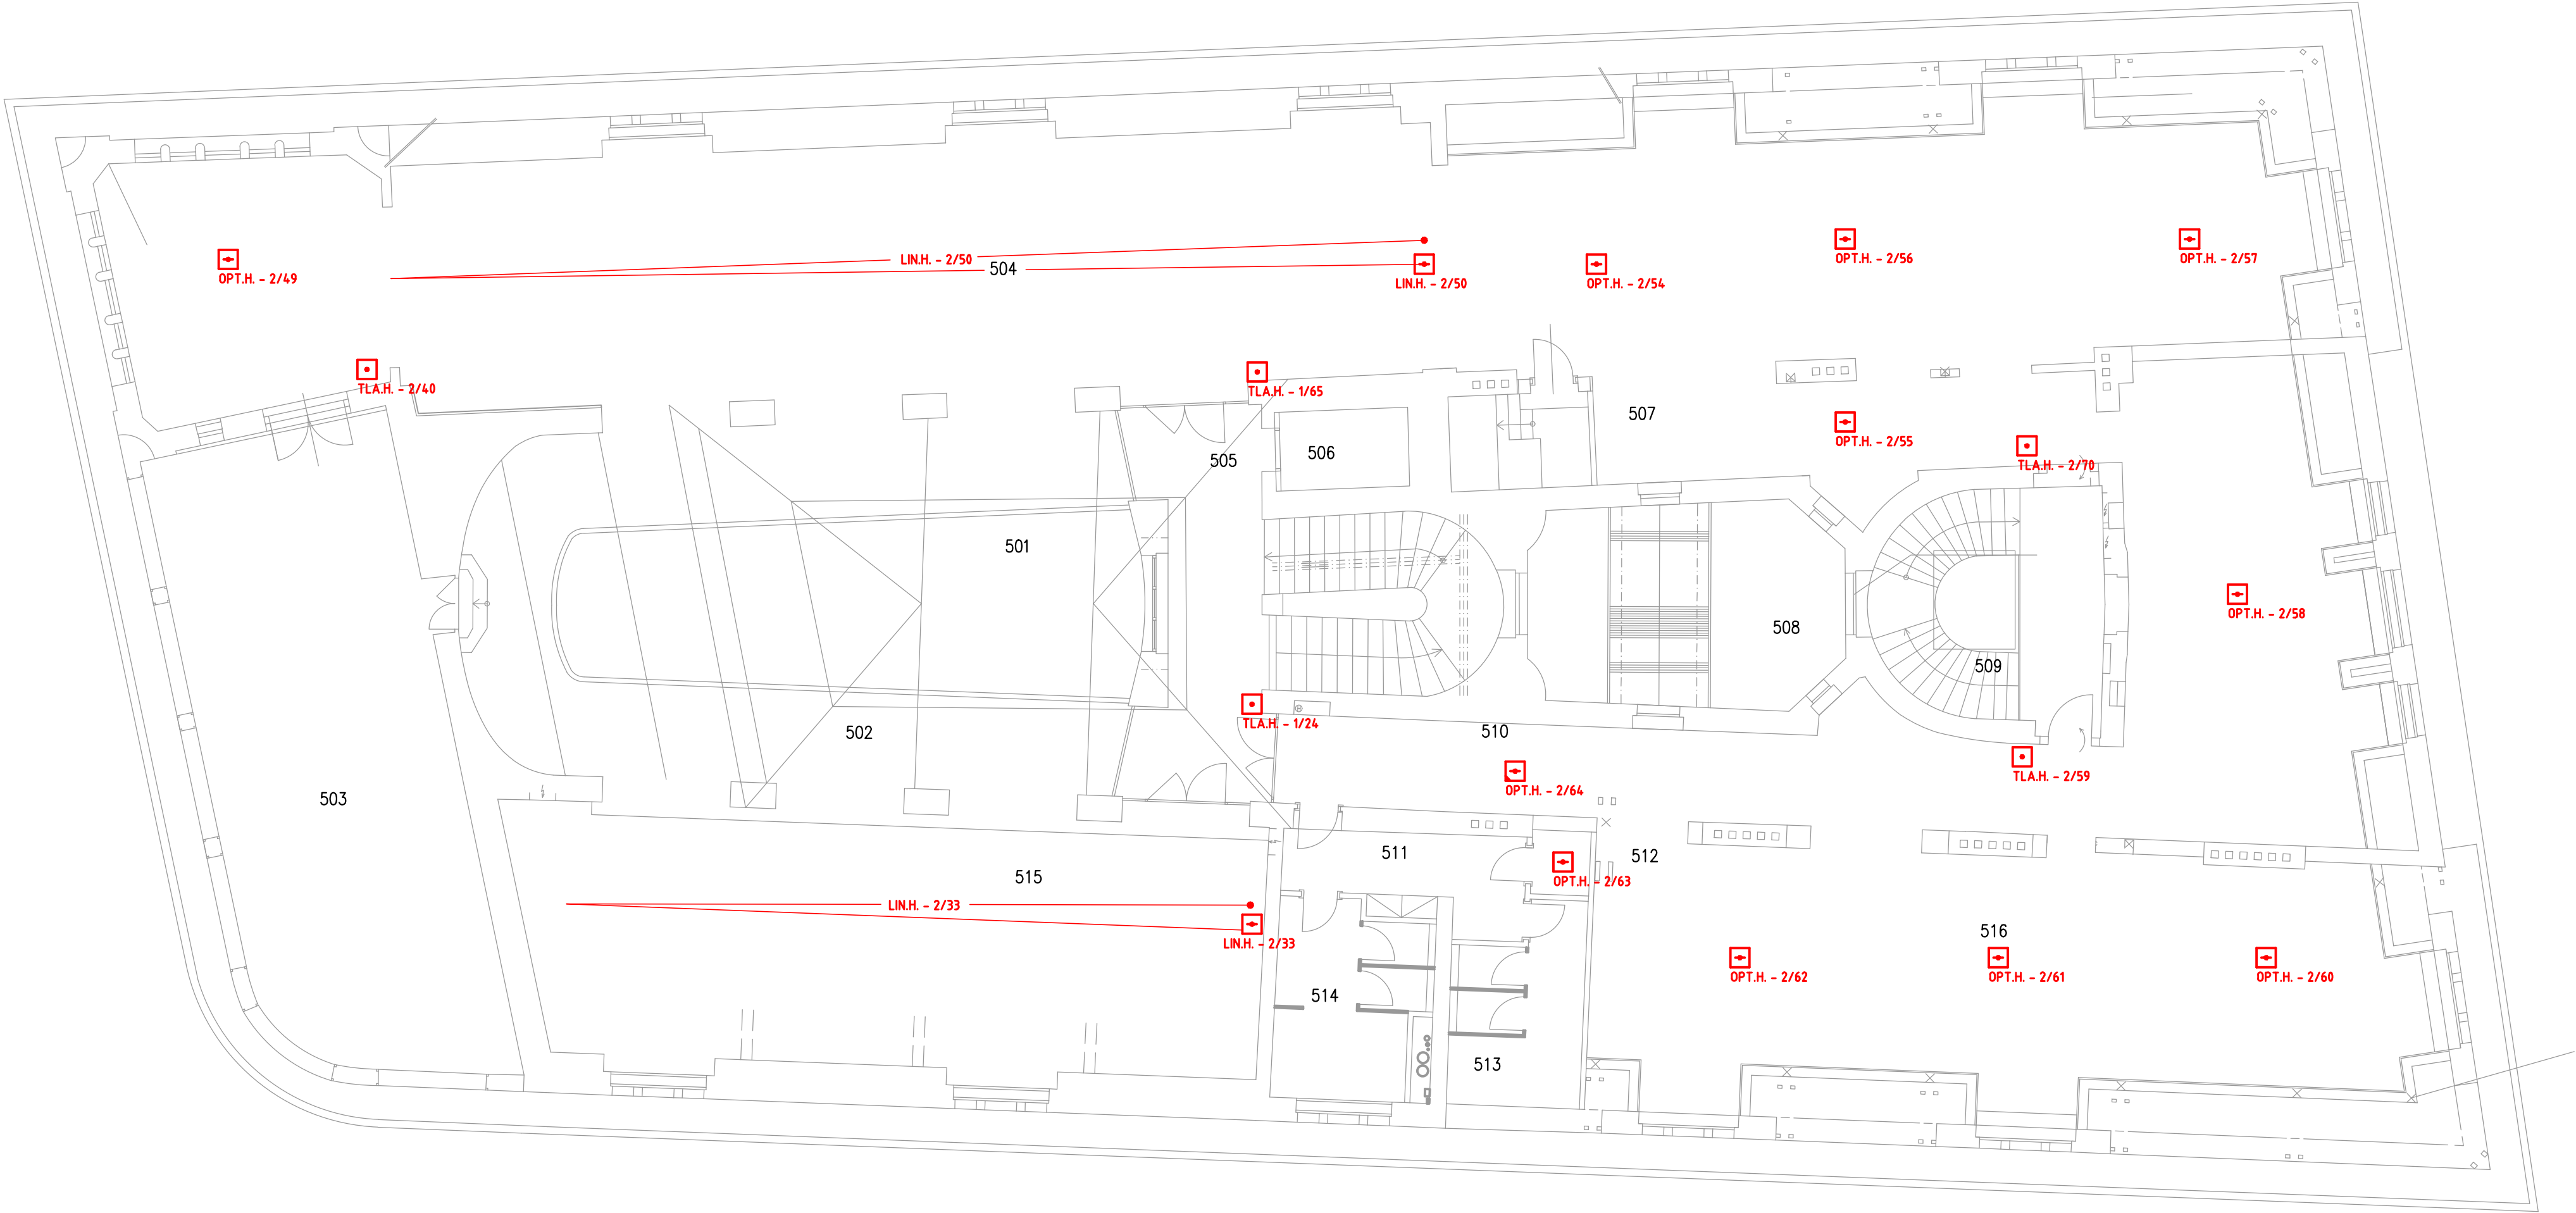 OPT.H. - 2/56
OPT.H. - 2/57
LIN.H. - 2/50
504
OPT.H. - 2/49
LIN.H. - 2/50
OPT.H. - 2/54
TLA.H. - 2/40
TLA.H. - 1/65
507
OPT.H. - 2/55
506
505
TLA.H. - 2/70
501
OPT.H. - 2/58
508
509
TLA.H. - 1/24
502
510
TLA.H. - 2/59
OPT.H. - 2/64
503
511
512
515
OPT.H. - 2/63
LIN.H. - 2/33
516
LIN.H. - 2/33
OPT.H. - 2/62
OPT.H. - 2/61
OPT.H. - 2/60
514
513